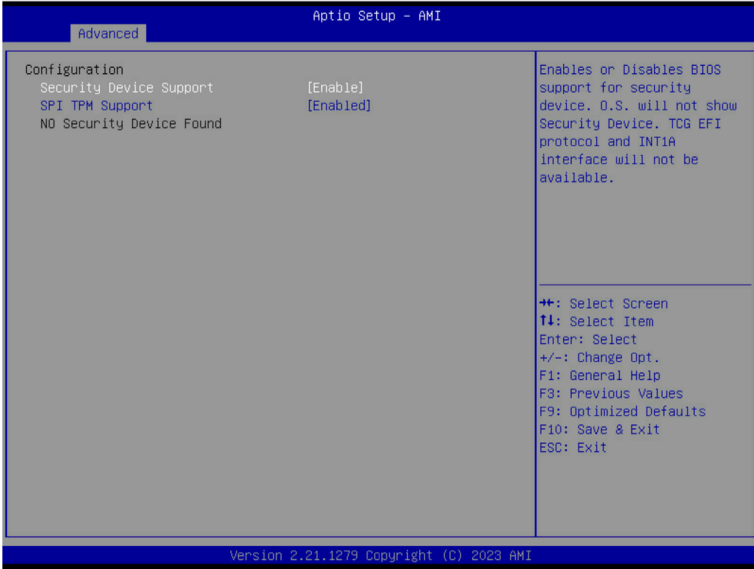 Aptio Setup – AMI
Advanced
Configuration
Security Device Support [Enable]
SPI TPM Support [Enabled]
NO Security Device Found
Enables or Disables BIOS
support for security
device. O.S. will not show
Security Device. TCG EFI
protocol and INT1A
interface will not be
available.
→←: Select Screen
↑↓: Select Item
Enter: Select
+/-: Change Opt.
F1: General Help
F3: Previous Values
F9: Optimized Defaults
F10: Save & Exit
ESC: Exit
Version 2.21.1279 Copyright (C) 2023 AMI